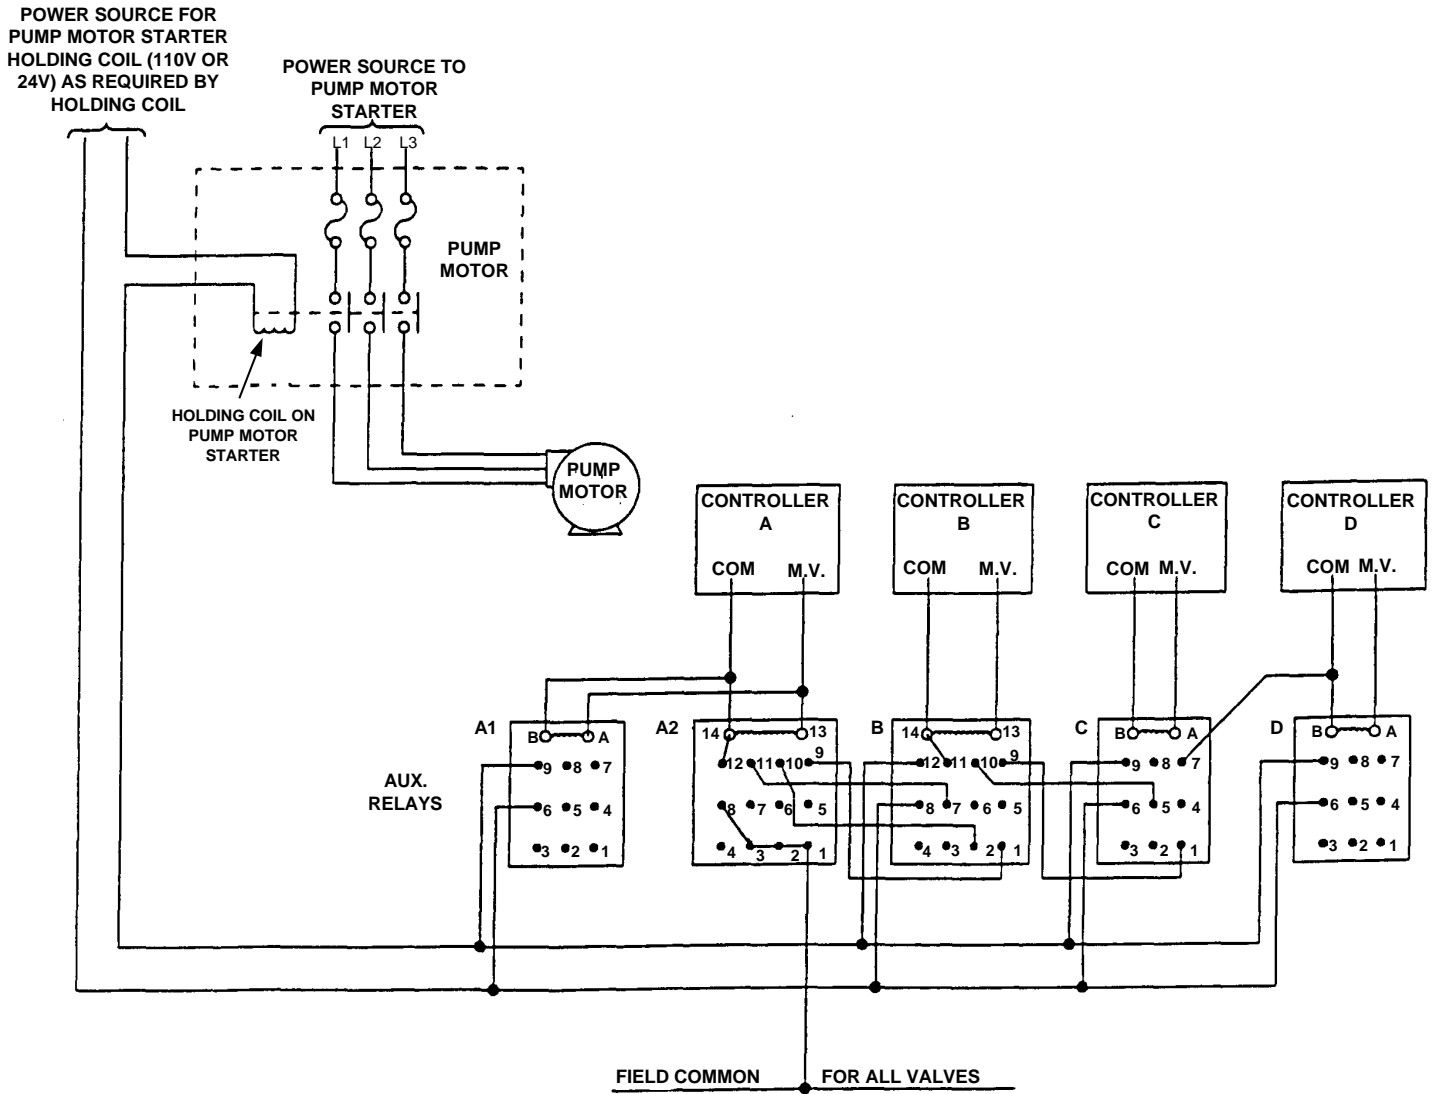 POWER SOURCE FOR
PUMP MOTOR STARTER
HOLDING COIL (110V OR
24V) AS REQUIRED BY
HOLDING COIL
POWER SOURCE TO
PUMP MOTOR
STARTER
L1 L2 L3
PUMP
MOTOR
HOLDING COIL ON
PUMP MOTOR
STARTER
PUMP
MOTOR
CONTROLLER
A
COM M.V.
CONTROLLER
B
COM M.V.
CONTROLLER
C
COM M.V.
CONTROLLER
D
COM M.V.
AUX.
RELAYS
A1
B A
9 8 7
6 5 4
3 2 1
A2
14 13
12 11 10 9
8 7 6 5
4 3 2 1
B
14 13
12 11 10 9
8 7 6 5
4 3 2 1
C
B A
9 8 7
6 5 4
3 2 1
D
B A
9 8 7
6 5 4
3 2 1
FIELD COMMON FOR ALL VALVES